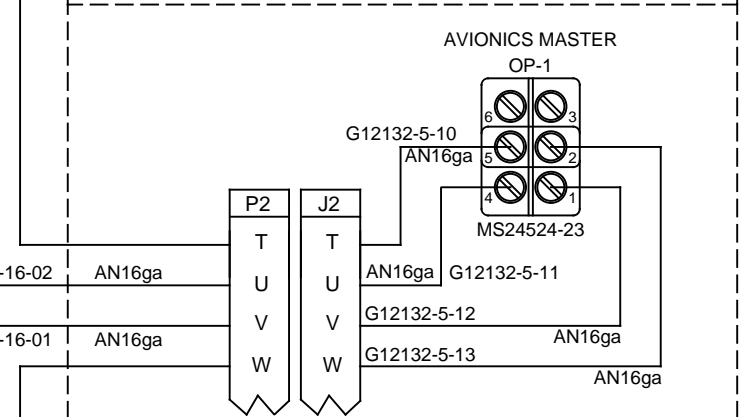 AVIONICS MASTER
OP-1
6 3
G12132-5-10
AN16ga
5 2
4 1
P2 J2
MS24524-23
T T
-16-02 AN16ga U U AN16ga G12132-5-11
V V G12132-5-12
-16-01 AN16ga AN16ga
W W G12132-5-13
AN16ga